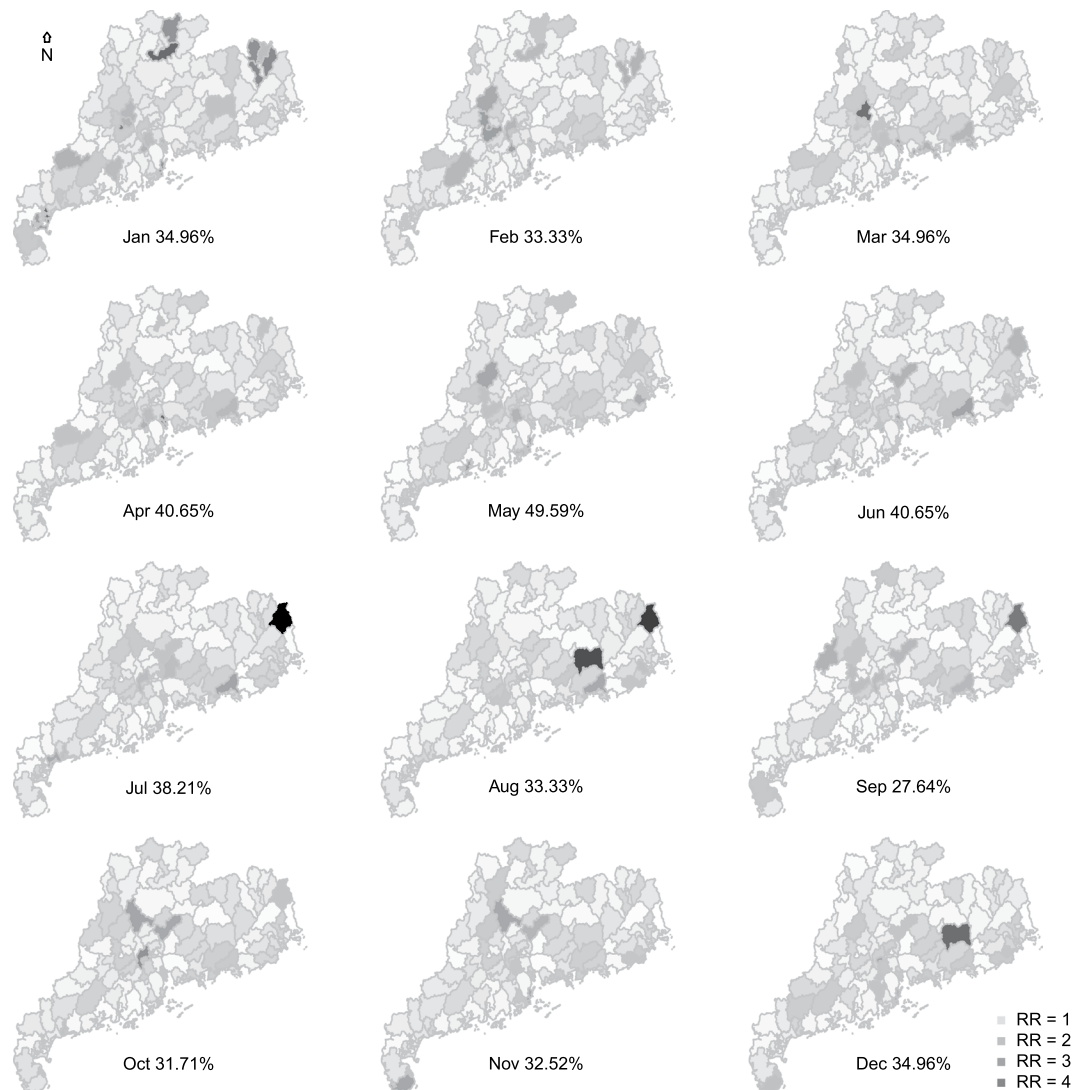 N
Jan 34.96%
Feb 33.33%
Mar 34.96%
Apr 40.65%
May 49.59%
Jun 40.65%
Jul 38.21%
Aug 33.33%
Sep 27.64%
Oct 31.71%
Nov 32.52%
Dec 34.96%
RR = 1
RR = 2
RR = 3
RR = 4